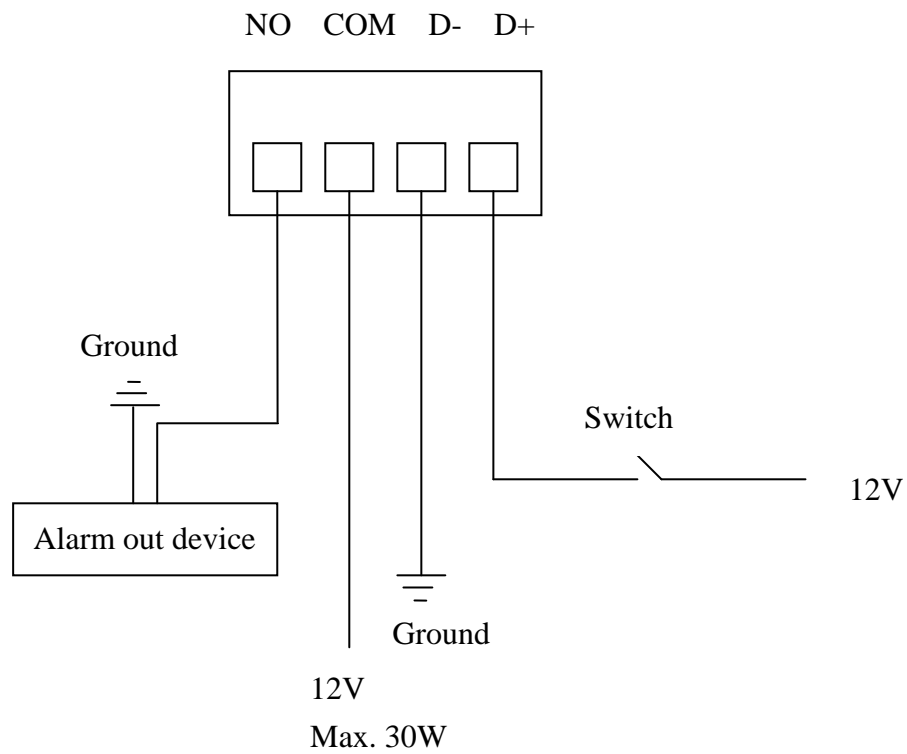 NO COM D- D+
Ground
Switch
12V
Alarm out device
Ground
12V
Max. 30W